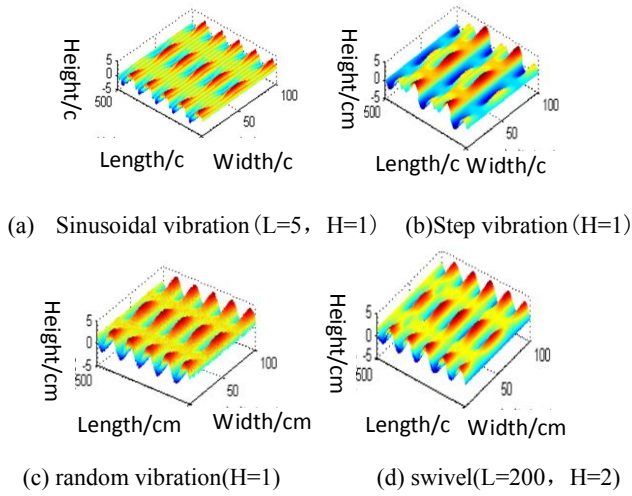 Height/c
5
0
-5
500
50
100
Length/c
Width/c
Height/cm
5
0
-5
500
50
100
Length/c
Width/c
(a) Sinusoidal vibration(L=5，H=1)
(b)Step vibration(H=1)
Height/cm
5
0
-5
500
50
100
Length/cm
Width/cm
Height/cm
5
0
-5
500
50
100
Length/c
Width/cm
(c) random vibration(H=1)
(d) swivel(L=200，H=2)